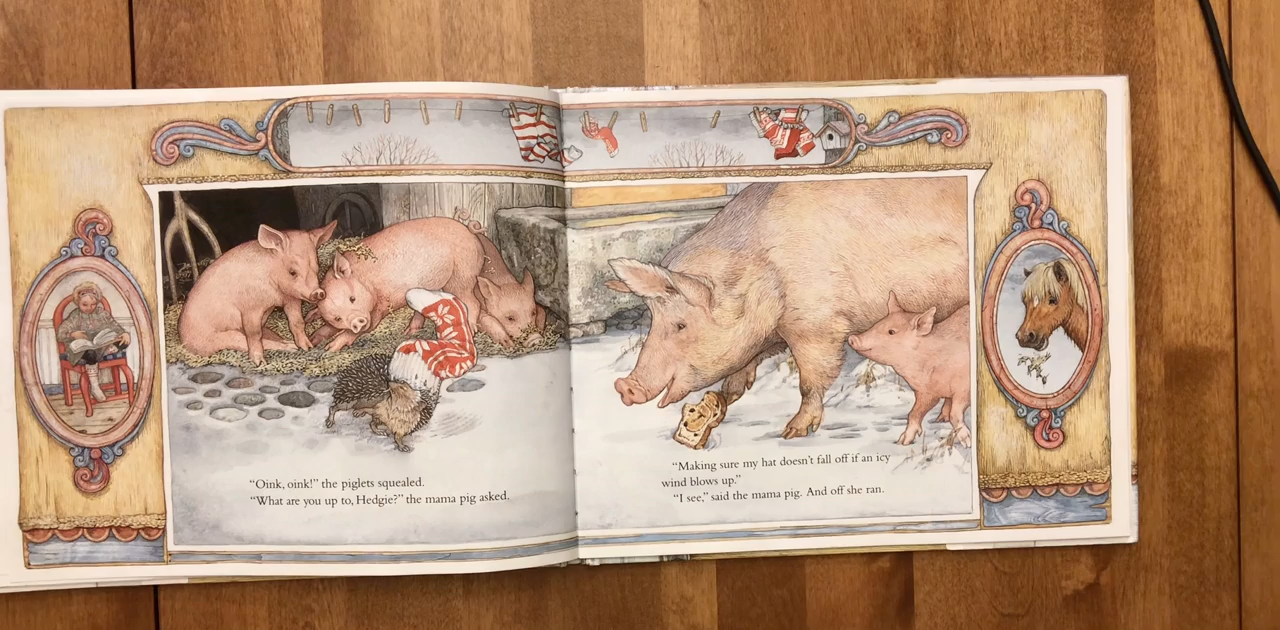 “Oink, oink!” the piglets squealed.
“What are you up to, Hedgie?” the mama pig asked.
“Making sure my hat doesn’t fall off if an icy
wind blows up.”
“I see,” said the mama pig. And off she ran.